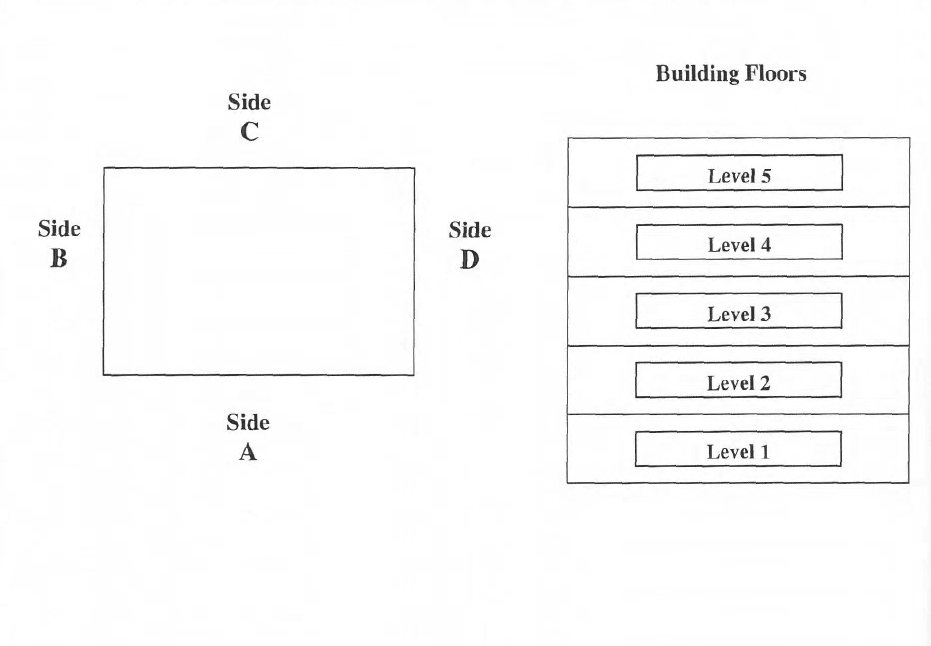 Side
C
Side
B
Side
D
Side
A
Building Floors
Level 5
Level 4
Level 3
Level 2
Level 1